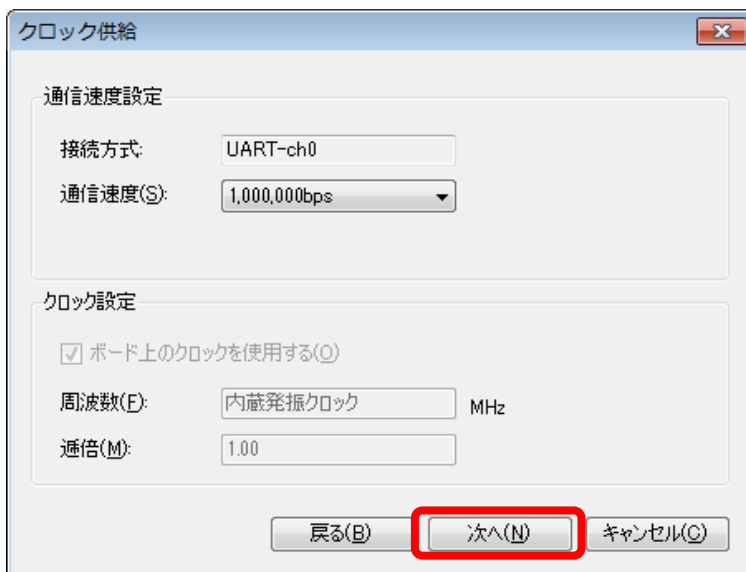 クロック供給
通信速度設定
接続方式: UART-ch0
通信速度(S): 1,000,000bps
クロック設定
ボード上のクロックを使用する(O)
周波数(F): 内蔵発振クロック MHz
逓倍(M): 1.00
戻る(B) 次へ(N) キャンセル(C)